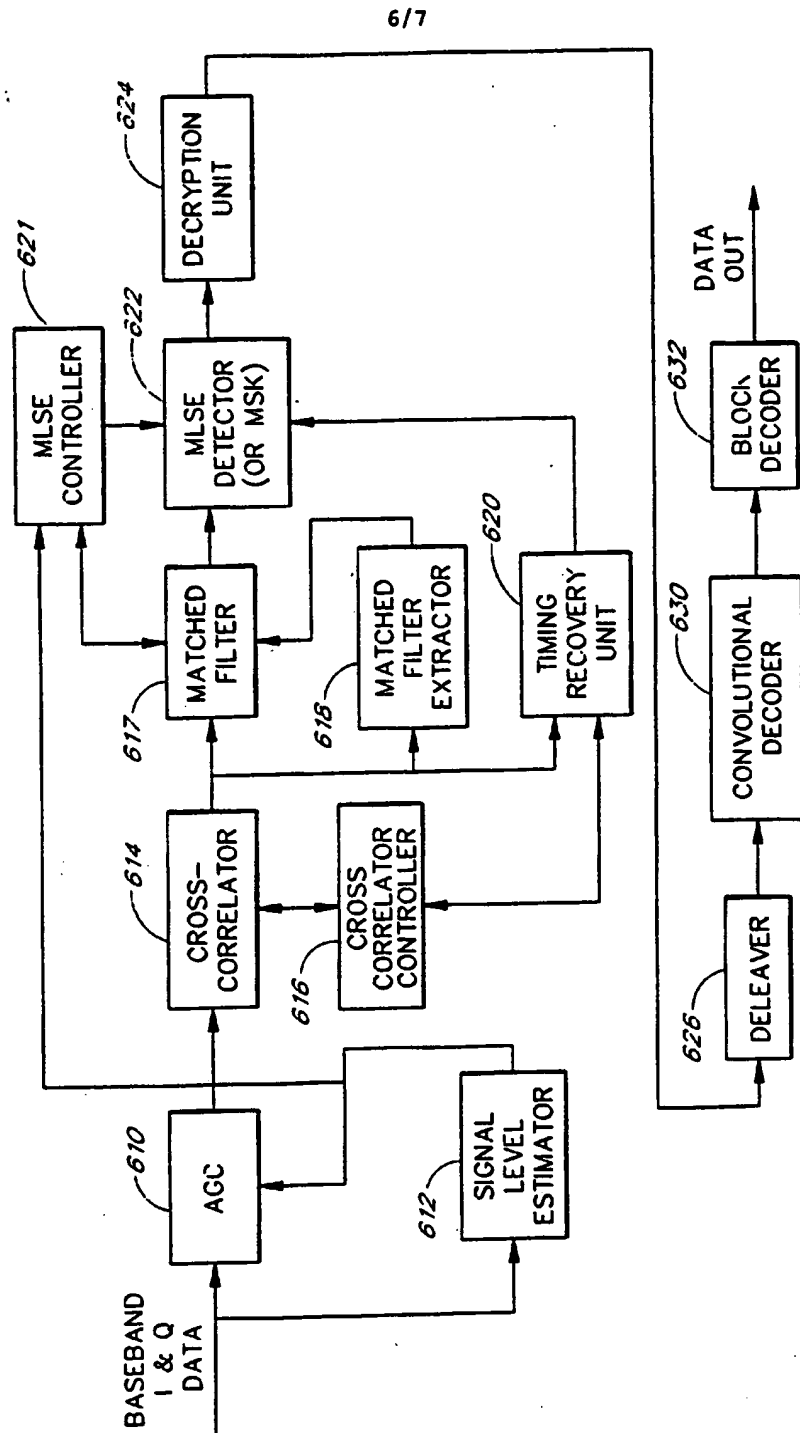 6/7
BASEBAND
I & Q
DATA
610
AGC
612
SIGNAL
LEVEL
ESTIMATOR
614
CROSS-
CORRELATOR
616
CROSS
CORRELATOR
CONTROLLER
617
MATCHED
FILTER
618
MATCHED
FILTER
EXTRACTOR
620
TIMING
RECOVERY
UNIT
621
MLSE
CONTROLLER
622
MLSE
DETECTOR
(OR MSK)
624
DECRYPTION
UNIT
626
DELEAVER
630
CONVOLUTIONAL
DECODER
632
BLOCK
DECODER
DATA
OUT